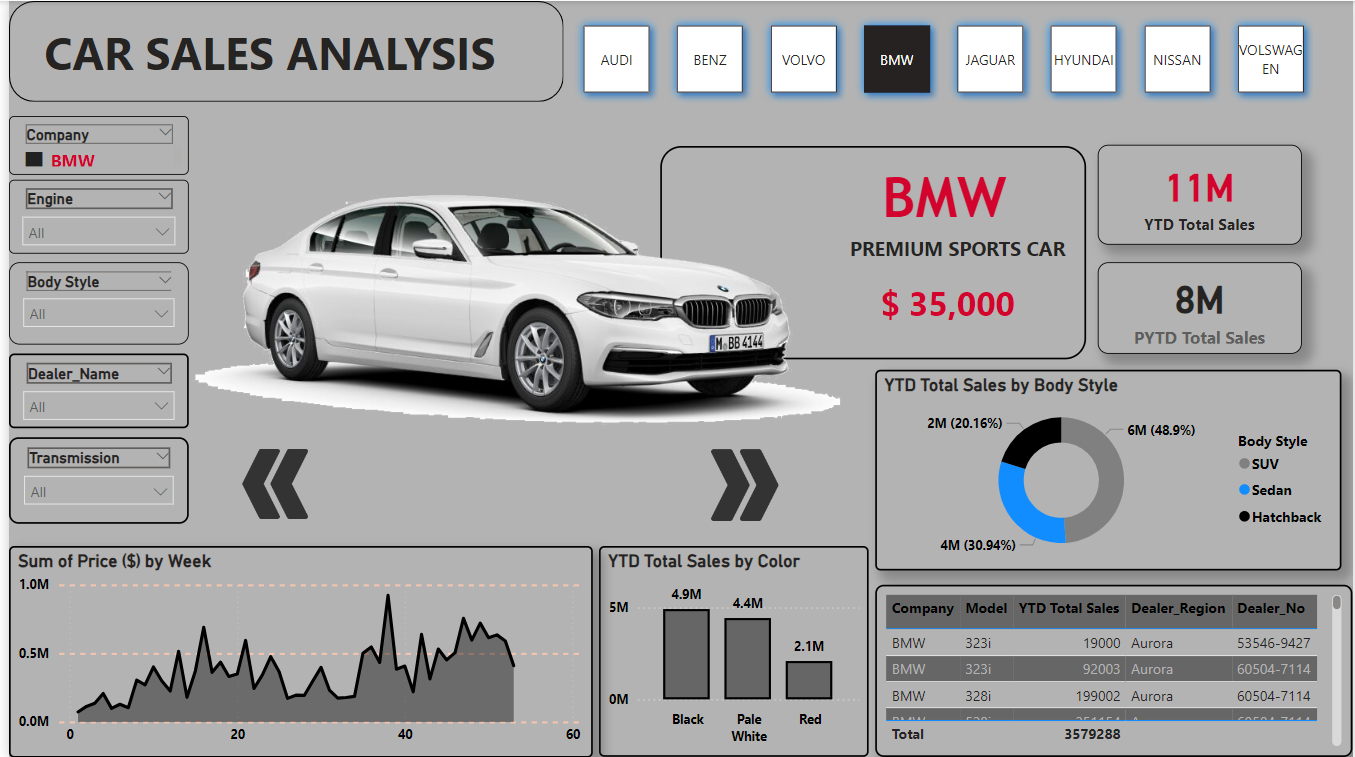 CAR SALES ANALYSIS
AUDI
BENZ
VOLVO
BMW
JAGUAR
HYUNDAI
NISSAN
VOLSWAG
EN
Company
BMW
Engine
All
Body Style
All
Dealer_Name
All
Transmission
All
M BB 4144
BMW
PREMIUM SPORTS CAR
$ 35,000
11M
YTD Total Sales
8M
PYTD Total Sales
YTD Total Sales by Body Style
2M (20.16%)
6M (48.9%)
4M (30.94%)
Body Style
SUV
Sedan
Hatchback
Sum of Price ($) by Week
1.0M
0.5M
0.0M
0 20 40 60
YTD Total Sales by Color
5M
0M
4.9M
4.4M
2.1M
Black
Pale
White
Red
Company Model YTD Total Sales Dealer_Region Dealer_No
BMW 323i 19000 Aurora 53546-9427
BMW 323i 92003 Aurora 60504-7114
BMW 328i 199002 Aurora 60504-7114
Total 3579288